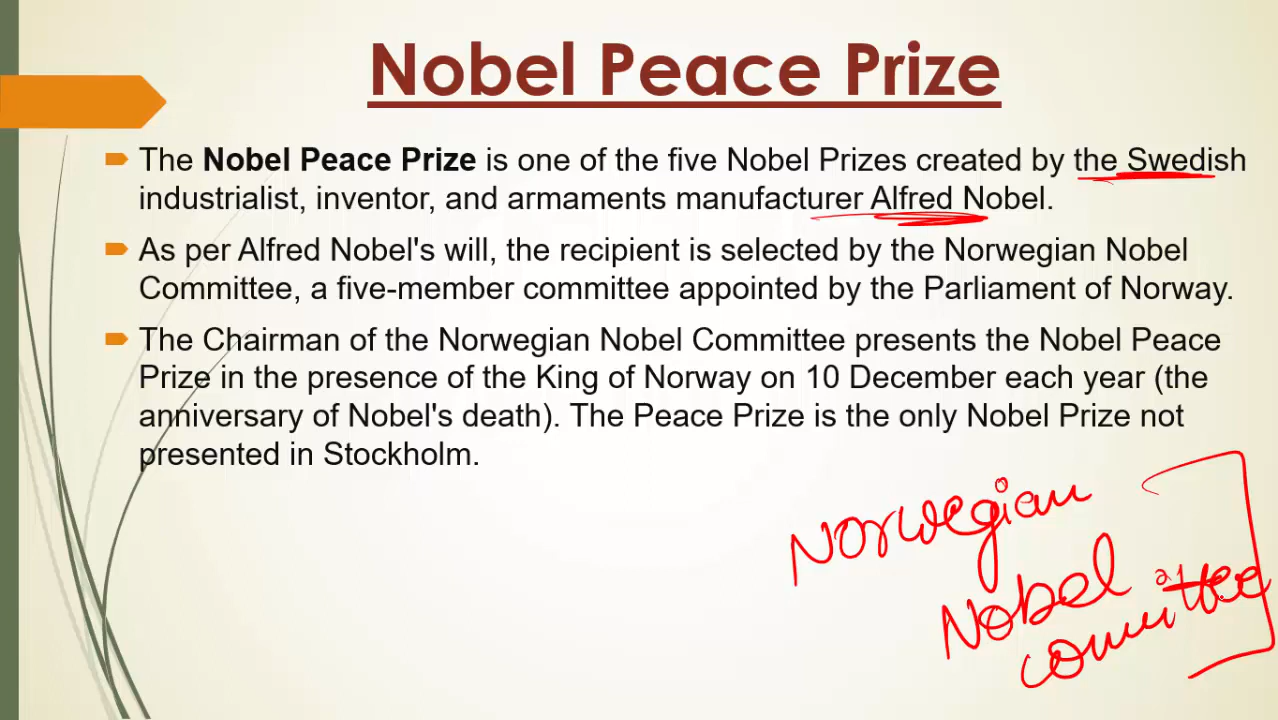 Nobel Peace Prize
The Nobel Peace Prize is one of the five Nobel Prizes created by the Swedish
industrialist, inventor, and armaments manufacturer Alfred Nobel.
As per Alfred Nobel's will, the recipient is selected by the Norwegian Nobel
Committee, a five-member committee appointed by the Parliament of Norway.
The Chairman of the Norwegian Nobel Committee presents the Nobel Peace
Prize in the presence of the King of Norway on 10 December each year (the
anniversary of Nobel's death). The Peace Prize is the only Nobel Prize not
presented in Stockholm.
Norwegian
Nobel
committee